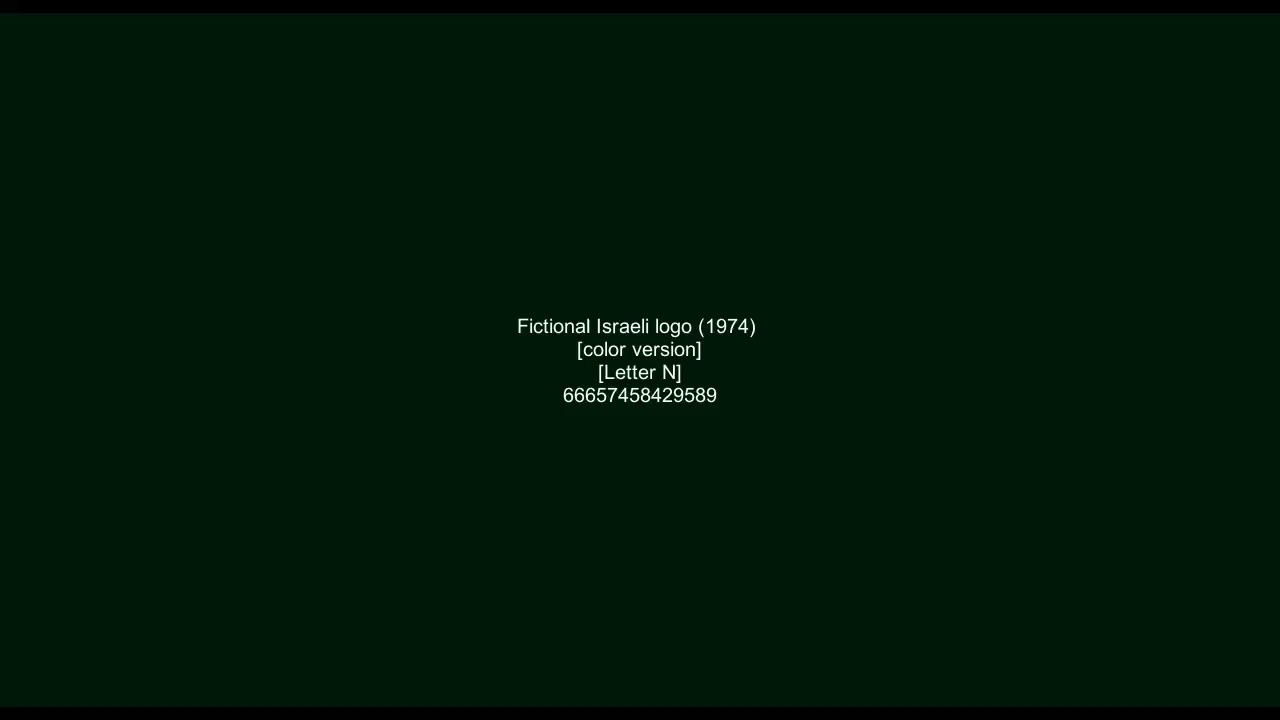 Fictional Israeli logo (1974)
[color version]
[Letter N]
66657458429589